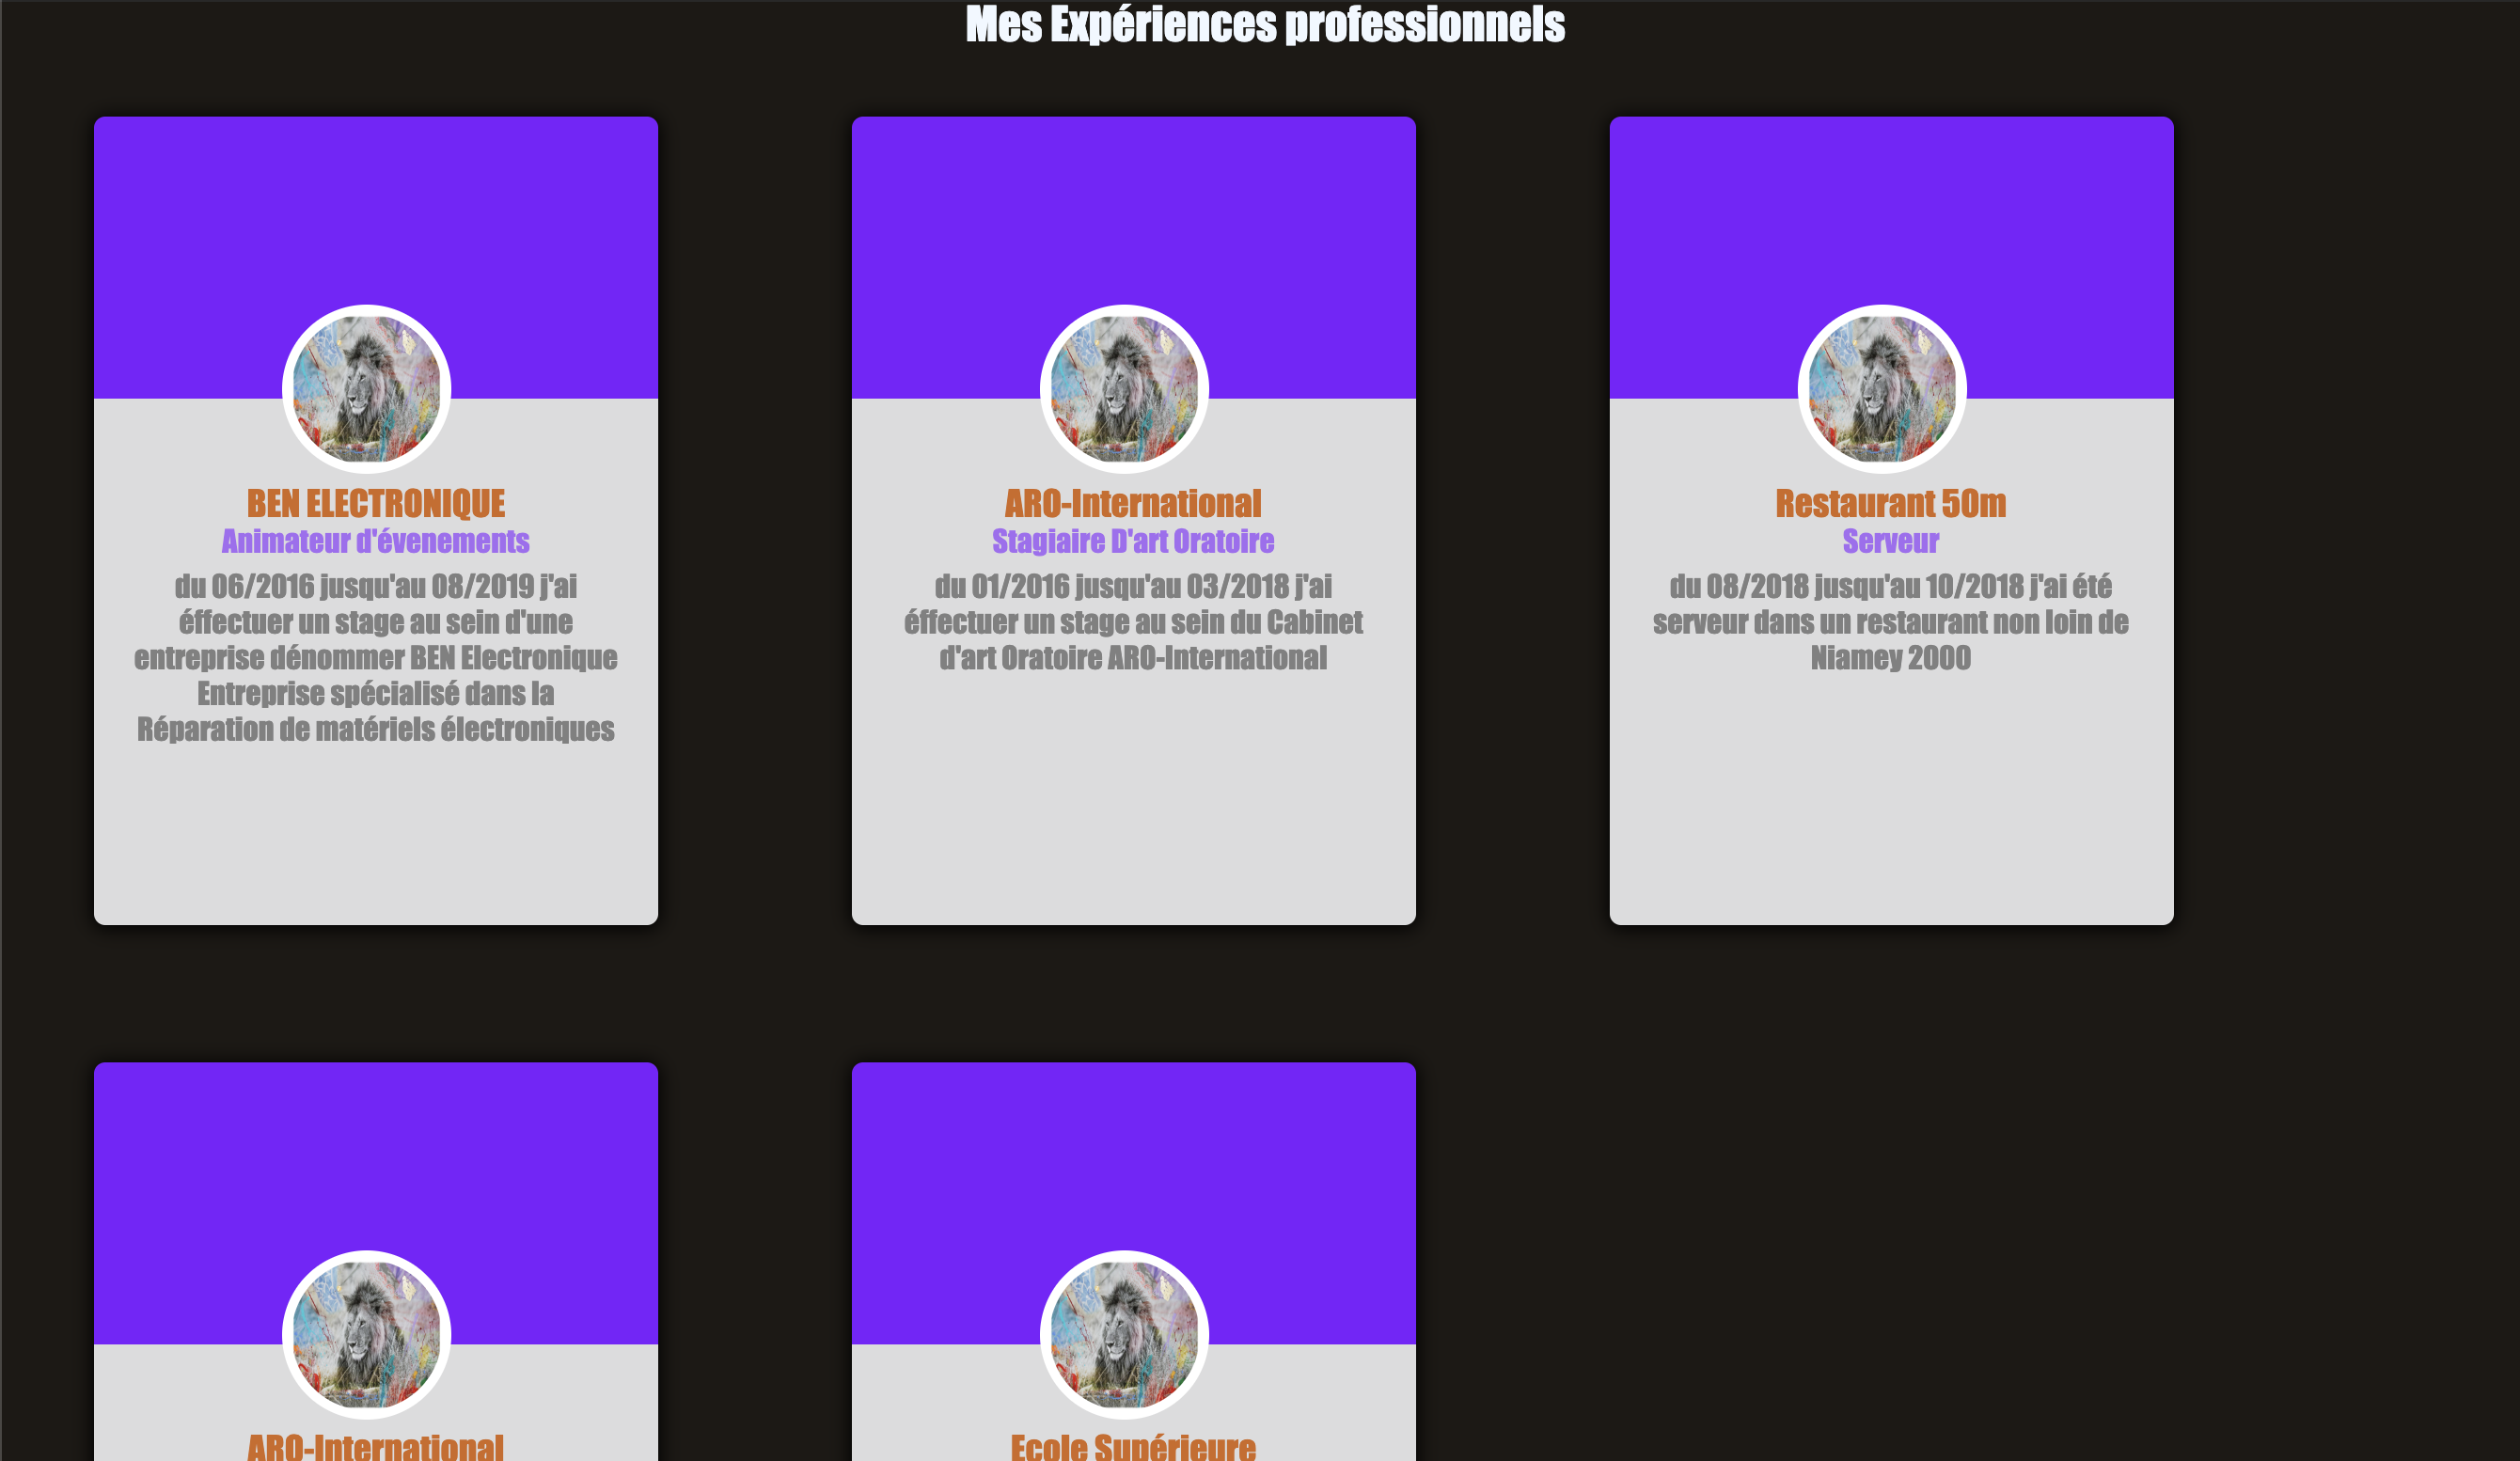 Mes Expériences professionnels
BEN ELECTRONIQUE
Animateur d'évenements
du 06/2016 jusqu'au 08/2019 j'ai
éffectuer un stage au sein d'une
entreprise dénommer BEN Electronique
Entreprise spécialisé dans la
Réparation de matériels électroniques
ARO-International
Stagiaire D'art Oratoire
du 01/2016 jusqu'au 03/2018 j'ai
éffectuer un stage au sein du Cabinet
d'art Oratoire ARO-International
Restaurant 50m
Serveur
du 08/2018 jusqu'au 10/2018 j'ai été
serveur dans un restaurant non loin de
Niamey 2000
ARO-International
Ecole Supérieure